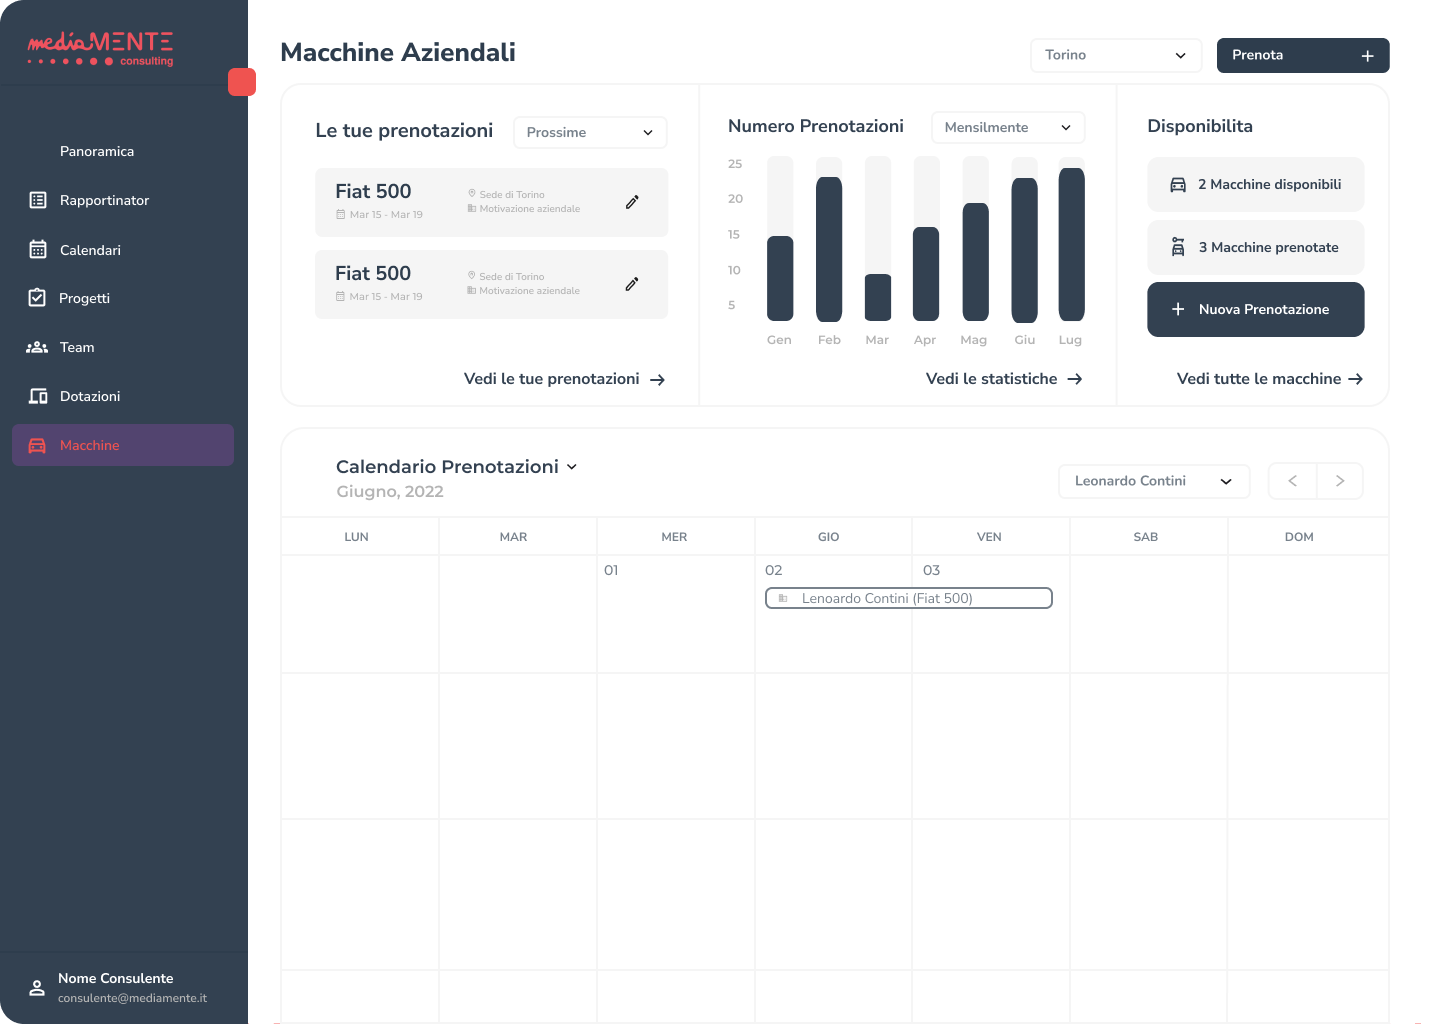 mediaMENTE
consulting
Panoramica
Rapportinator
Calendari
Progetti
Team
Dotazioni
Macchine
Nome Consulente
consulente@mediamente.it
Macchine Aziendali
Torino
Prenota
Le tue prenotazioni
Prossime
Fiat 500
Mar 15 - Mar 19
Sede di Torino
Motivazione aziendale
Fiat 500
Mar 15 - Mar 19
Sede di Torino
Motivazione aziendale
Vedi le tue prenotazioni
Numero Prenotazioni
Mensilmente
25
20
15
10
5
Gen Feb Mar Apr Mag Giu Lug
Vedi le statistiche
Disponibilita
2 Macchine disponibili
3 Macchine prenotate
Nuova Prenotazione
Vedi tutte le macchine
Calendario Prenotazioni
Giugno, 2022
Leonardo Contini
LUN MAR MER GIO VEN SAB DOM
01 02 03
Lenoardo Contini (Fiat 500)